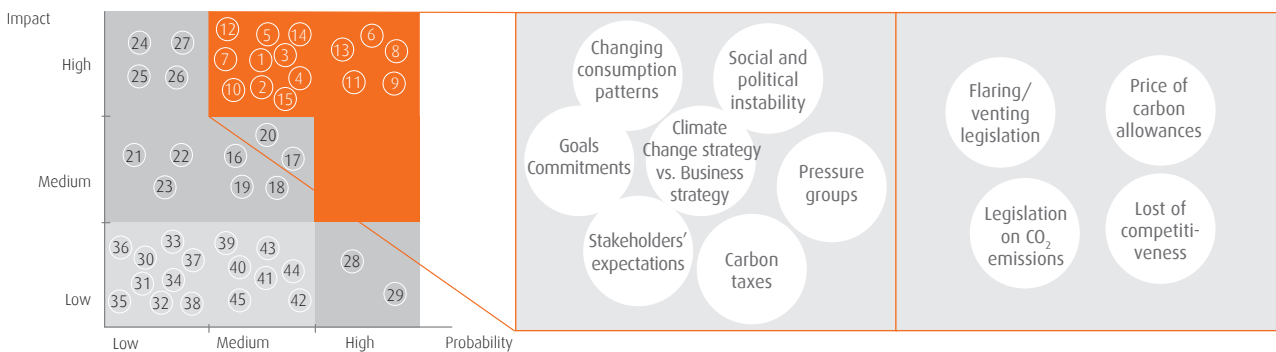 Impact
High
Medium
Low
24
27
25
26
12
5
14
7
1
3
10
2
4
15
6
13
8
11
9
21
22
23
20
16
17
19
18
36
33
30
37
31
34
35
32
38
39
43
40
41
44
45
42
28
29
Low
Medium
High
Probability
Changing
consumption
patterns
Social and
political
instability
Goals
Commitments
Climate
Change strategy
vs. Business
strategy
Pressure
groups
Stakeholders’
expectations
Carbon
taxes
Flaring/
venting
legislation
Price of
carbon
allowances
Legislation
on CO₂
emissions
Lost of
competiti-
veness